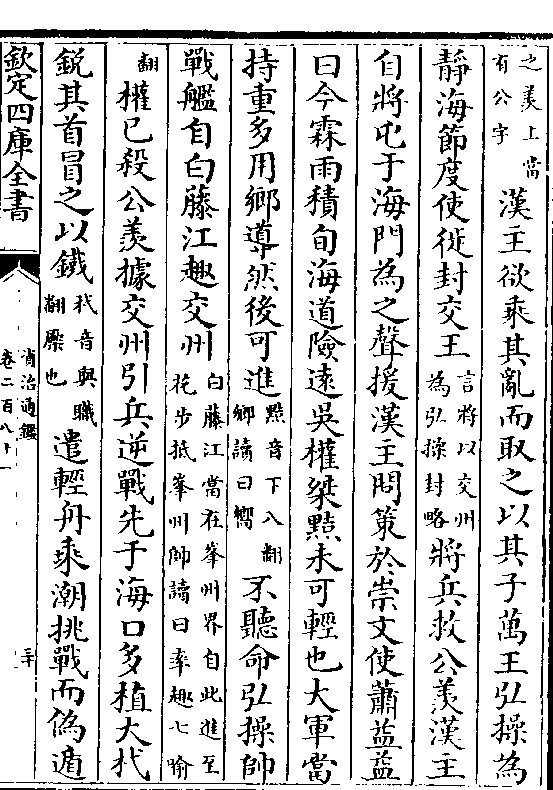 之羨上當
有公字
漢主欲乘其亂而取之以其子萬王弘操為
靜海節度使徙封交王
言將以交州
為弘操封略
將兵救公羨漢主
自將屯于海門為之聲援漢主問策於崇文使蕭益益
曰今霖雨積旬海道險遠吳權桀黠未可輕也大軍當
持重多用鄉導然後可進
黠音下八翻
鄉讀曰嚮
不聽命弘操帥
戰艦自白藤江趣交州
白藤江當在峯州界自此進至
花步抵峯州帥讀曰率趣七喻
翻
權已殺公羨據交州引兵逆戰先于海口多植大杙
銳其首冒之以鐵
杙音與職
翻橜也
遣輕舟乘潮挑戰而偽遁
欽定四庫全書
資治通鑑
卷二百八十一